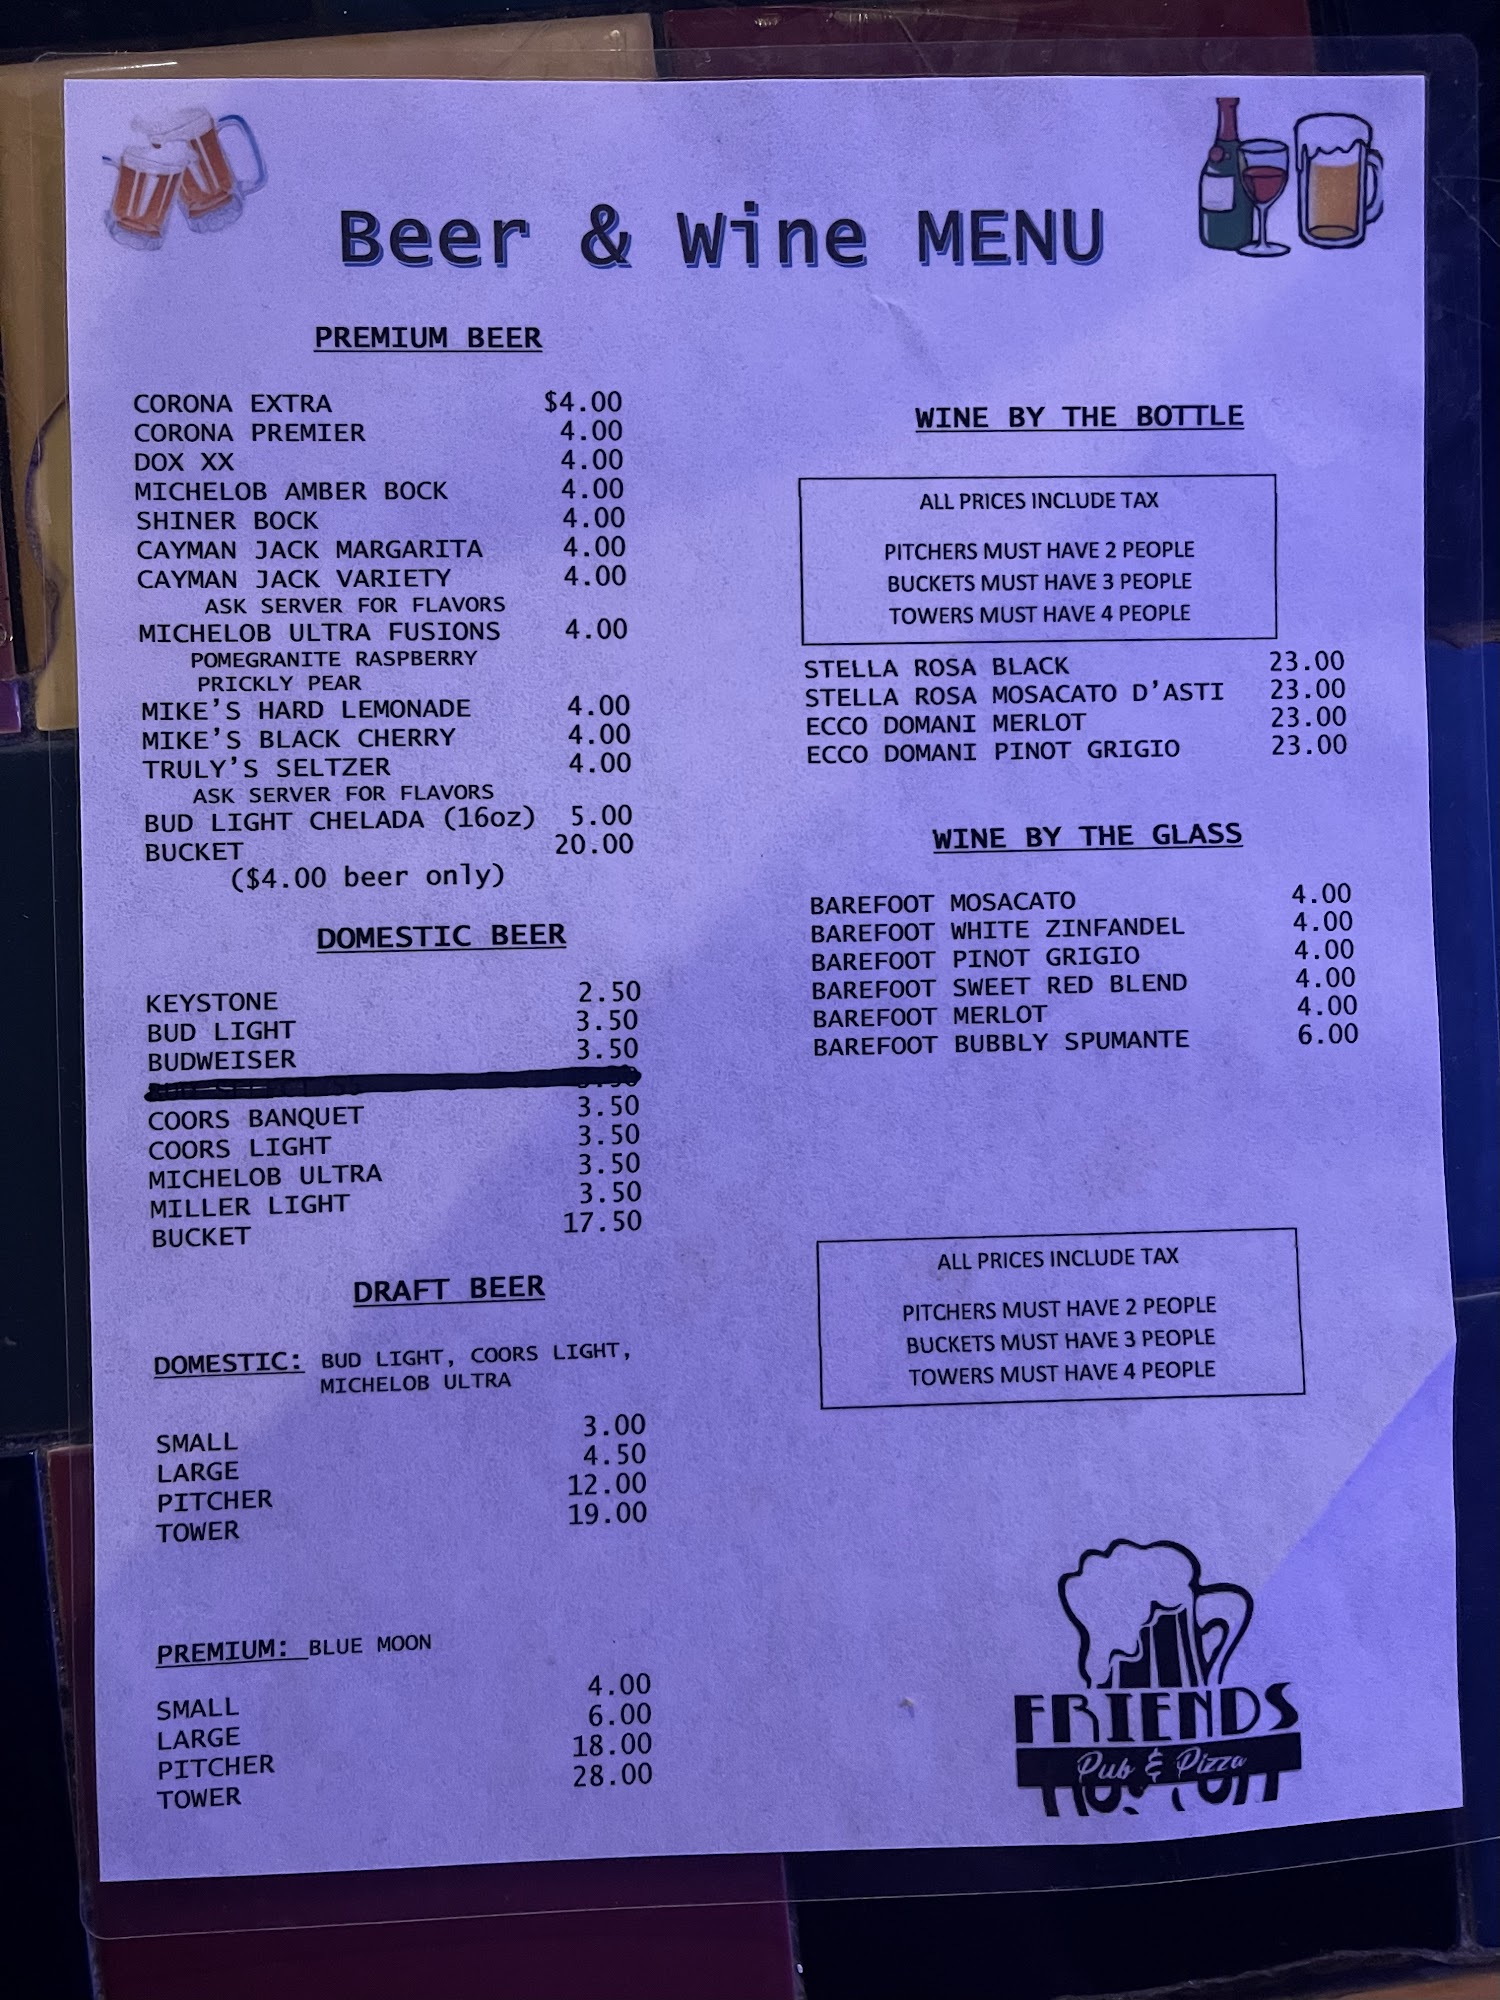 Beer & Wine MENU
PREMIUM BEER
CORONA EXTRA $4.00
CORONA PREMIER 4.00
DOX XX 4.00
MICHELOB AMBER BOCK 4.00
SHINER BOCK 4.00
CAYMAN JACK MARGARITA 4.00
CAYMAN JACK VARIETY 4.00
ASK SERVER FOR FLAVORS
MICHELOB ULTRA FUSIONS 4.00
POMEGRANITE RASPBERRY
PRICKLY PEAR
MIKE'S HARD LEMONADE 4.00
MIKE'S BLACK CHERRY 4.00
TRULY'S SELTZER 4.00
ASK SERVER FOR FLAVORS
BUD LIGHT CHELADA (16oz) 5.00
BUCKET 20.00
($4.00 beer only)
DOMESTIC BEER
KEYSTONE 2.50
BUD LIGHT 3.50
BUDWEISER 3.50
COORS BANQUET 3.50
COORS LIGHT 3.50
MICHELOB ULTRA 3.50
MILLER LIGHT 3.50
BUCKET 17.50
DRAFT BEER
DOMESTIC: BUD LIGHT, COORS LIGHT,
MICHELOB ULTRA
SMALL 3.00
LARGE 4.50
PITCHER 12.00
TOWER 19.00
PREMIUM: BLUE MOON
SMALL 4.00
LARGE 6.00
PITCHER 18.00
TOWER 28.00
WINE BY THE BOTTLE
ALL PRICES INCLUDE TAX
PITCHERS MUST HAVE 2 PEOPLE
BUCKETS MUST HAVE 3 PEOPLE
TOWERS MUST HAVE 4 PEOPLE
STELLA ROSA BLACK 23.00
STELLA ROSA MOSACATO D'ASTI 23.00
ECCO DOMANI MERLOT 23.00
ECCO DOMANI PINOT GRIGIO 23.00
WINE BY THE GLASS
BAREFOOT MOSACATO 4.00
BAREFOOT WHITE ZINFANDEL 4.00
BAREFOOT PINOT GRIGIO 4.00
BAREFOOT SWEET RED BLEND 4.00
BAREFOOT MERLOT 4.00
BAREFOOT BUBBLY SPUMANTE 6.00
ALL PRICES INCLUDE TAX
PITCHERS MUST HAVE 2 PEOPLE
BUCKETS MUST HAVE 3 PEOPLE
TOWERS MUST HAVE 4 PEOPLE
FRIENDS
Pub & Pizza